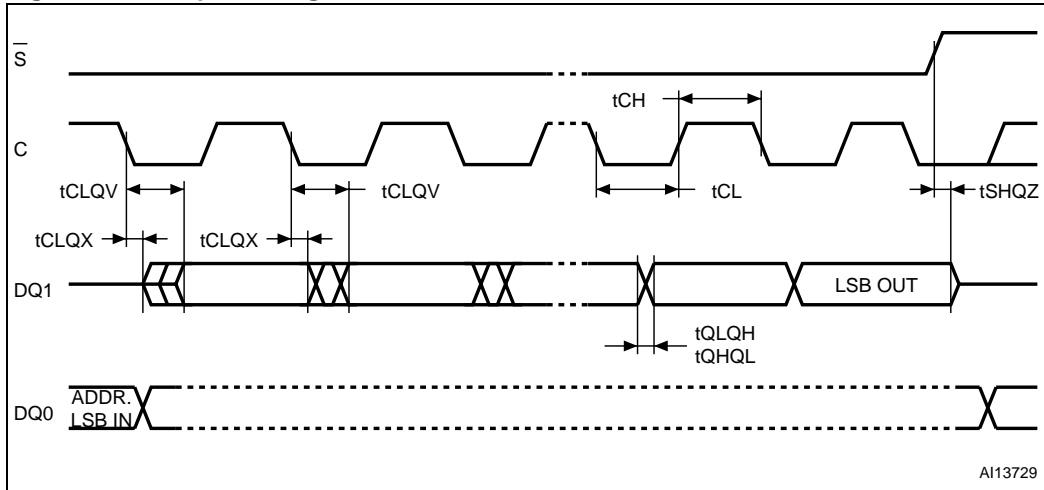 S
tCH
C
tCLQV
tCLQV
tCL
tSHQZ
tCLQX
tCLQX
DQ1
LSB OUT
tQLQH
tQHQL
DQ0
ADDR.
LSB IN
AI13729